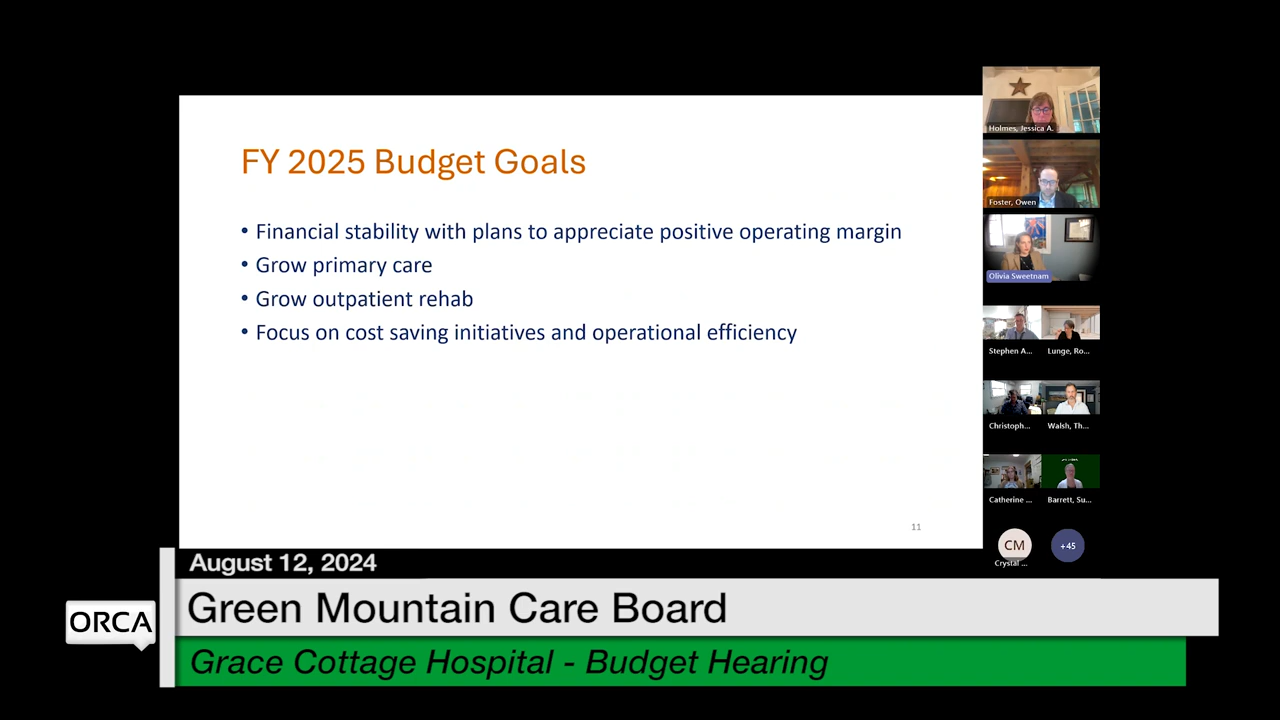 FY 2025 Budget Goals
• Financial stability with plans to appreciate positive operating margin
• Grow primary care
• Grow outpatient rehab
• Focus on cost saving initiatives and operational efficiency
11
Holmes, Jessica A.
Foster, Owen
Olivia Sweetnam
Stephen A...
Lunge, Ro...
Christoph...
Walsh, Th...
Catherine ...
Barrett, Su...
CM
Crystal ...
+45
August 12, 2024
ORCA
Green Mountain Care Board
Grace Cottage Hospital - Budget Hearing